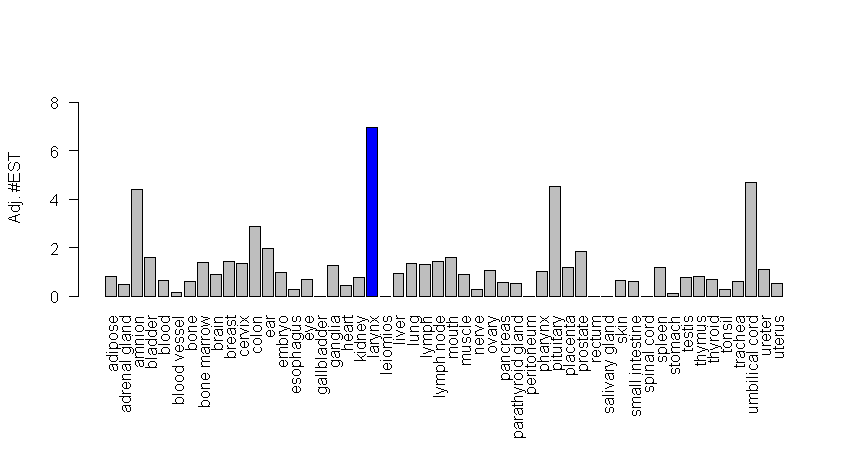 Adj. #EST
8
6
4
2
0
adipose
adrenal gland
amnion
bladder
blood
blood vessel
bone
bone marrow
brain
breast
cervix
colon
ear
embryo
esophagus
eye
gallbladder
ganglia
heart
kidney
larynx
leiomios
liver
lung
lymph
lymph node
mouth
muscle
nerve
ovary
pancreas
parathyroid gland
peritoneum
pharynx
pituitary
placenta
prostate
rectum
salivary gland
skin
small intestine
spinal cord
spleen
stomach
testis
thymus
thyroid
tonsil
trachea
umbilical cord
ureter
uterus